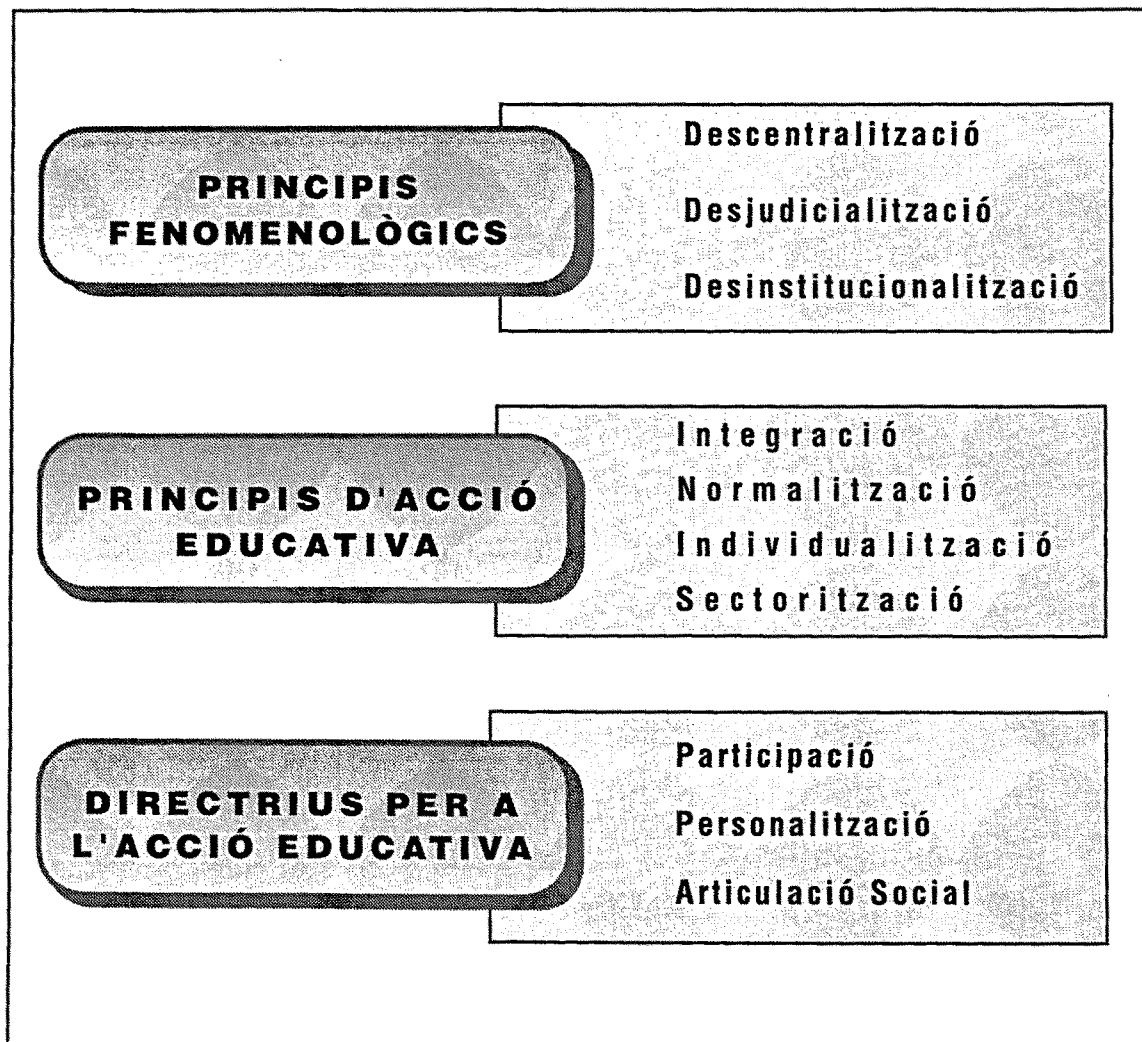 PRINCIPIS
FENOMENOLÒGICS
Descentralització
Desjudicialització
Desinstitucionalització
PRINCIPIS D'ACCIÓ
EDUCATIVA
Integració
Normalització
Individualització
Sectorització
DIRECTRIUS PER A
L'ACCIÓ EDUCATIVA
Participació
Personalització
Articulació Social